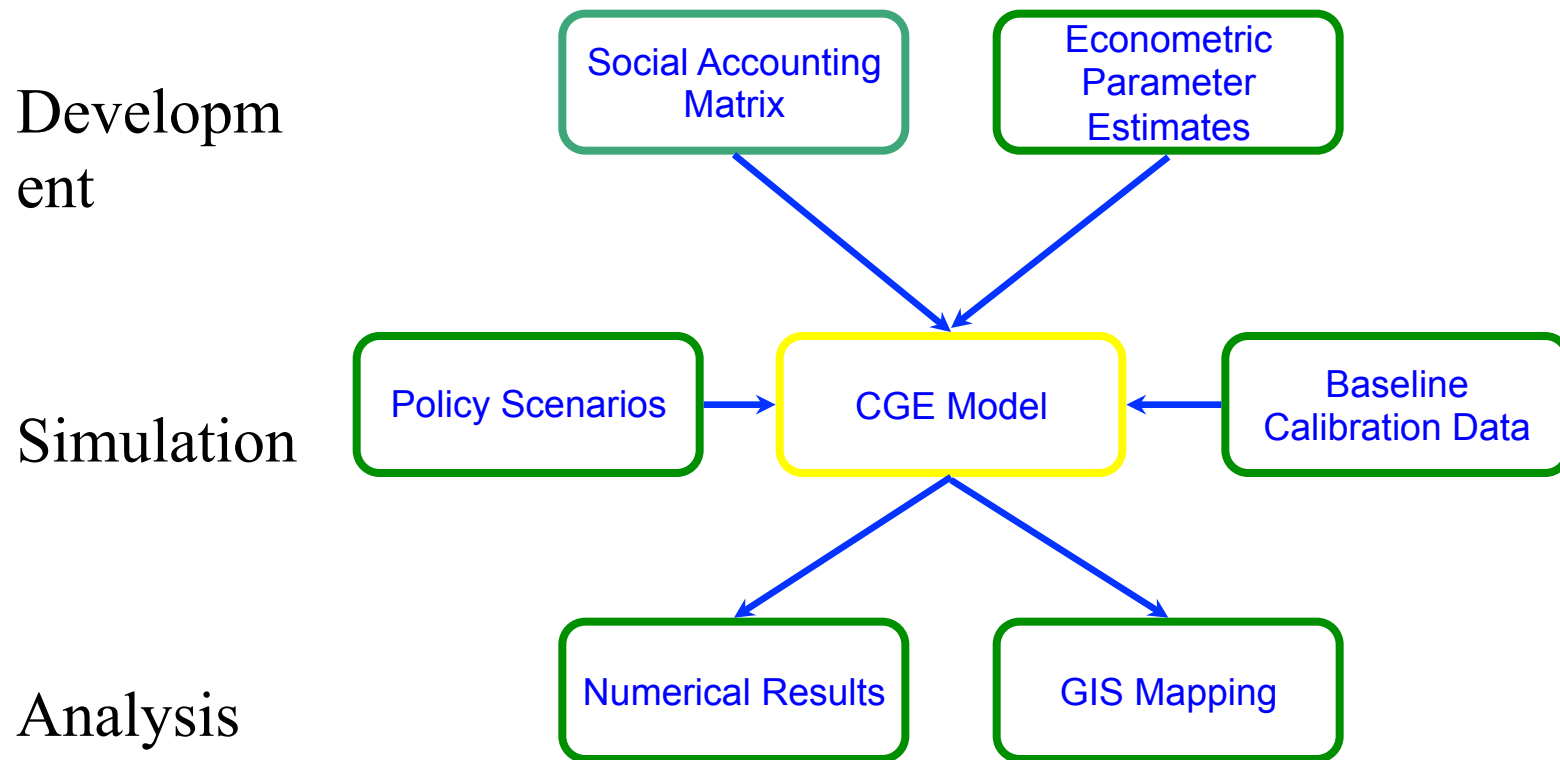 Developm
ent
Social Accounting
Matrix
Econometric
Parameter
Estimates
Simulation
Policy Scenarios
CGE Model
Baseline
Calibration Data
Analysis
Numerical Results
GIS Mapping